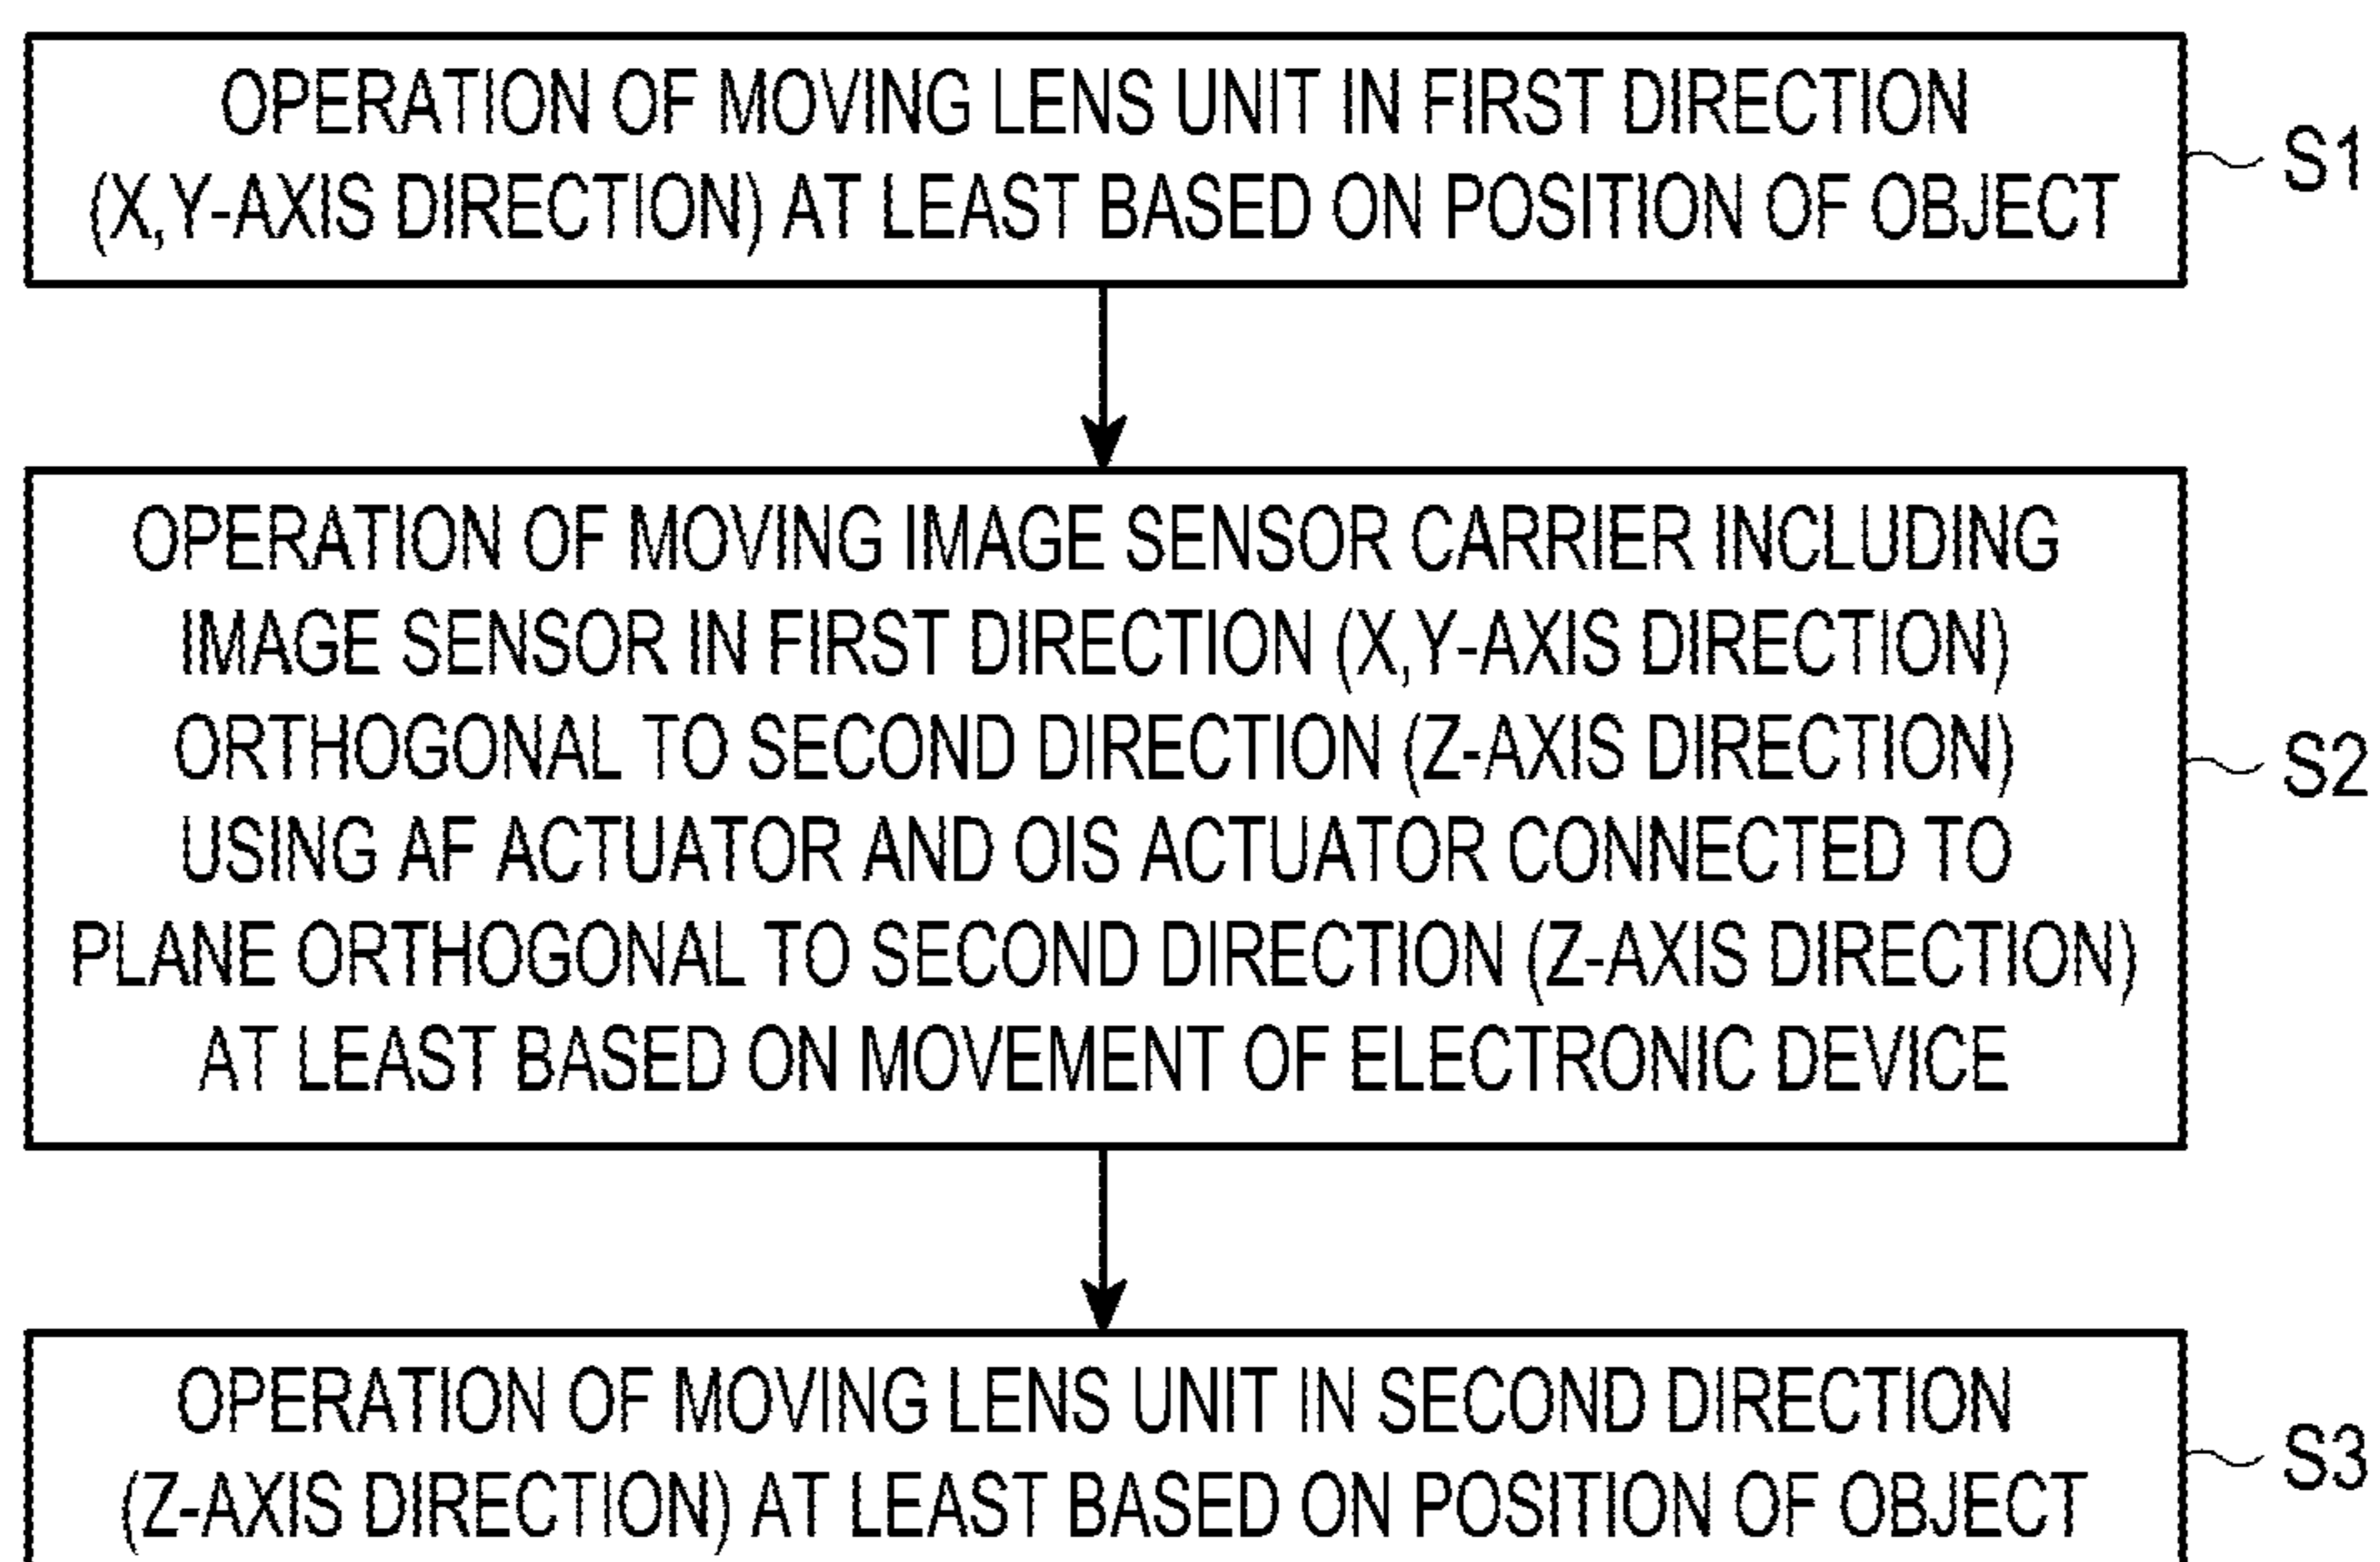 OPERATION OF MOVING LENS UNIT IN FIRST DIRECTION
(X,Y-AXIS DIRECTION) AT LEAST BASED ON POSITION OF OBJECT
S1
OPERATION OF MOVING IMAGE SENSOR CARRIER INCLUDING
IMAGE SENSOR IN FIRST DIRECTION (X,Y-AXIS DIRECTION)
ORTHOGONAL TO SECOND DIRECTION (Z-AXIS DIRECTION)
USING AF ACTUATOR AND OIS ACTUATOR CONNECTED TO
PLANE ORTHOGONAL TO SECOND DIRECTION (Z-AXIS DIRECTION)
AT LEAST BASED ON MOVEMENT OF ELECTRONIC DEVICE
S2
OPERATION OF MOVING LENS UNIT IN SECOND DIRECTION
(Z-AXIS DIRECTION) AT LEAST BASED ON POSITION OF OBJECT
S3